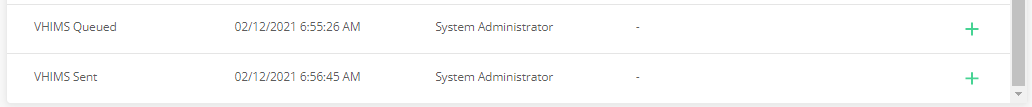 VHIMS Queued 02/12/2021 6:55:26 AM System Administrator -
VHIMS Sent 02/12/2021 6:56:45 AM System Administrator -